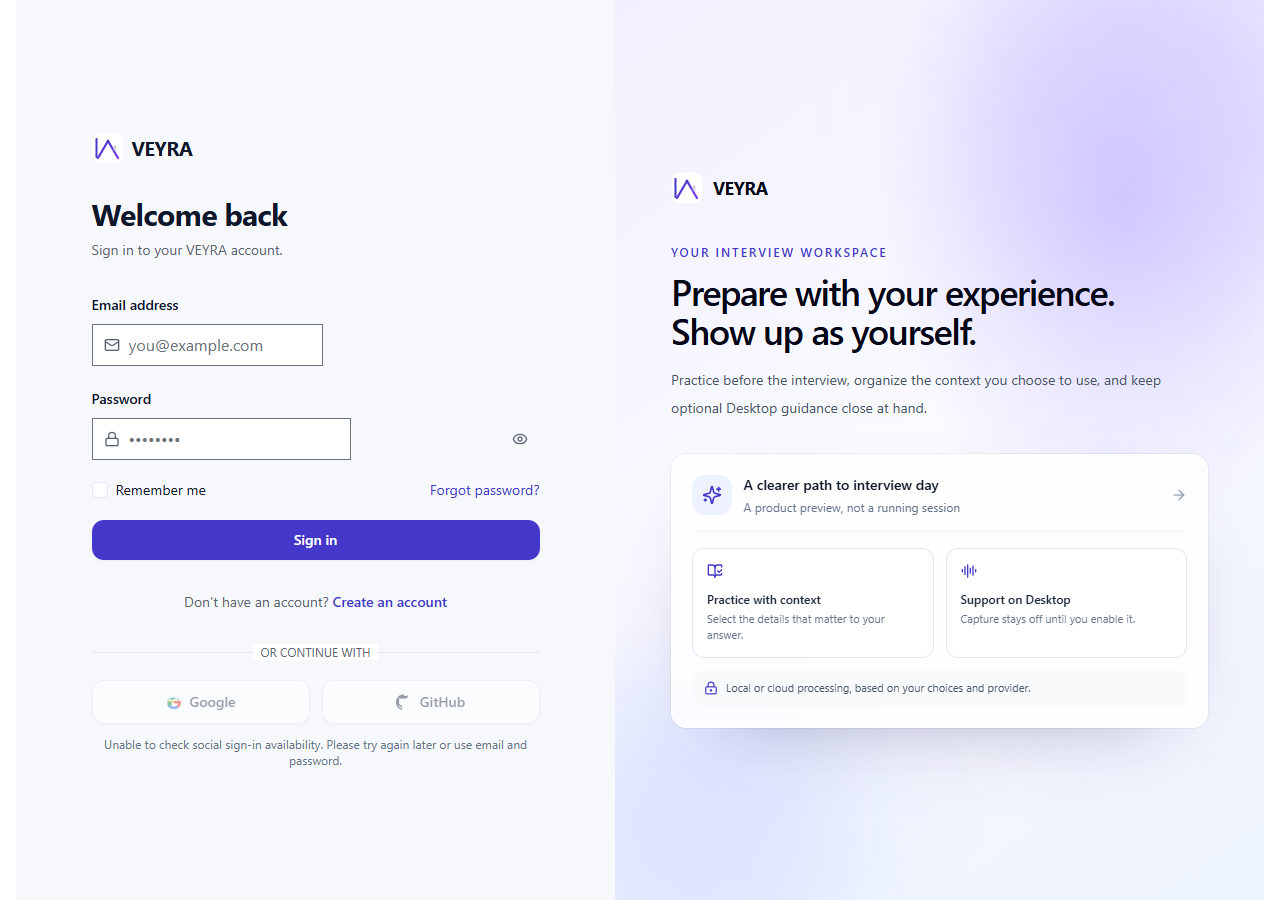 VEYRA
Welcome back
Sign in to your VEYRA account.
Email address
you@example.com
Password
••••••••
Remember me
Forgot password?
Sign in
Don't have an account? Create an account
OR CONTINUE WITH
Google
GitHub
Unable to check social sign-in availability. Please try again later or use email and
password.
VEYRA
YOUR INTERVIEW WORKSPACE
Prepare with your experience.
Show up as yourself.
Practice before the interview, organize the context you choose to use, and keep
optional Desktop guidance close at hand.
A clearer path to interview day
A product preview, not a running session
Practice with context
Select the details that matter to your
answer.
Support on Desktop
Capture stays off until you enable it.
Local or cloud processing, based on your choices and provider.